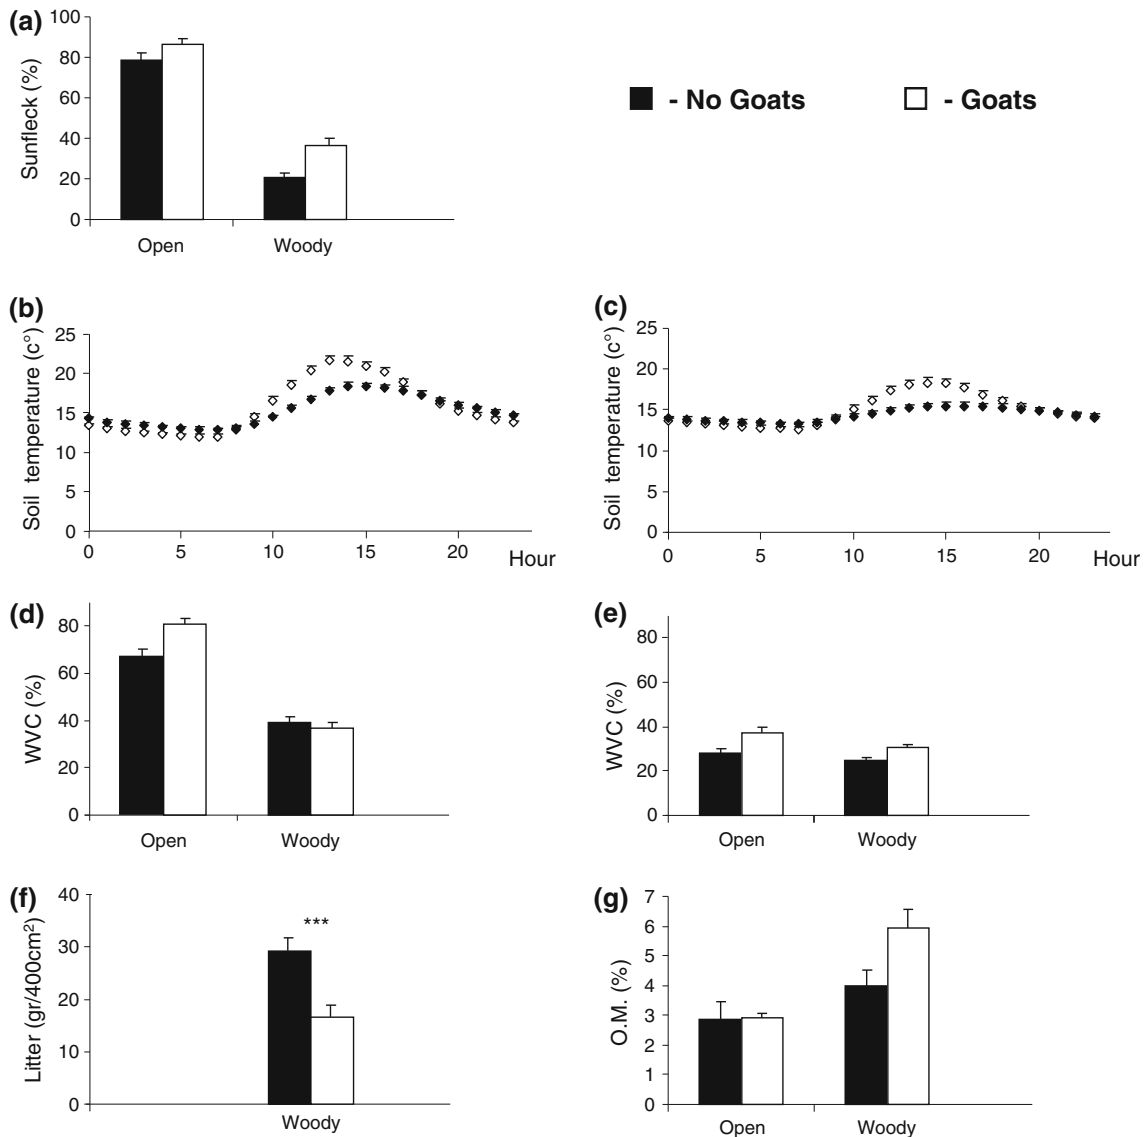 (a)
Sunfleck (%)
100
80
60
40
20
0
Open Woody
- No Goats - Goats
(b)
Soil temperature (c°)
25
20
15
10
5
0
0 5 10 15 20 Hour
(c)
Soil temperature (c°)
25
20
15
10
5
0
0 5 10 15 20 Hour
(d)
WVC (%)
80
60
40
20
0
Open Woody
(e)
WVC (%)
80
60
40
20
0
Open Woody
(f)
Litter (gr/400cm²)
40
30
20
10
0
***
Woody
(g)
O.M. (%)
7
6
5
4
3
2
1
0
Open Woody